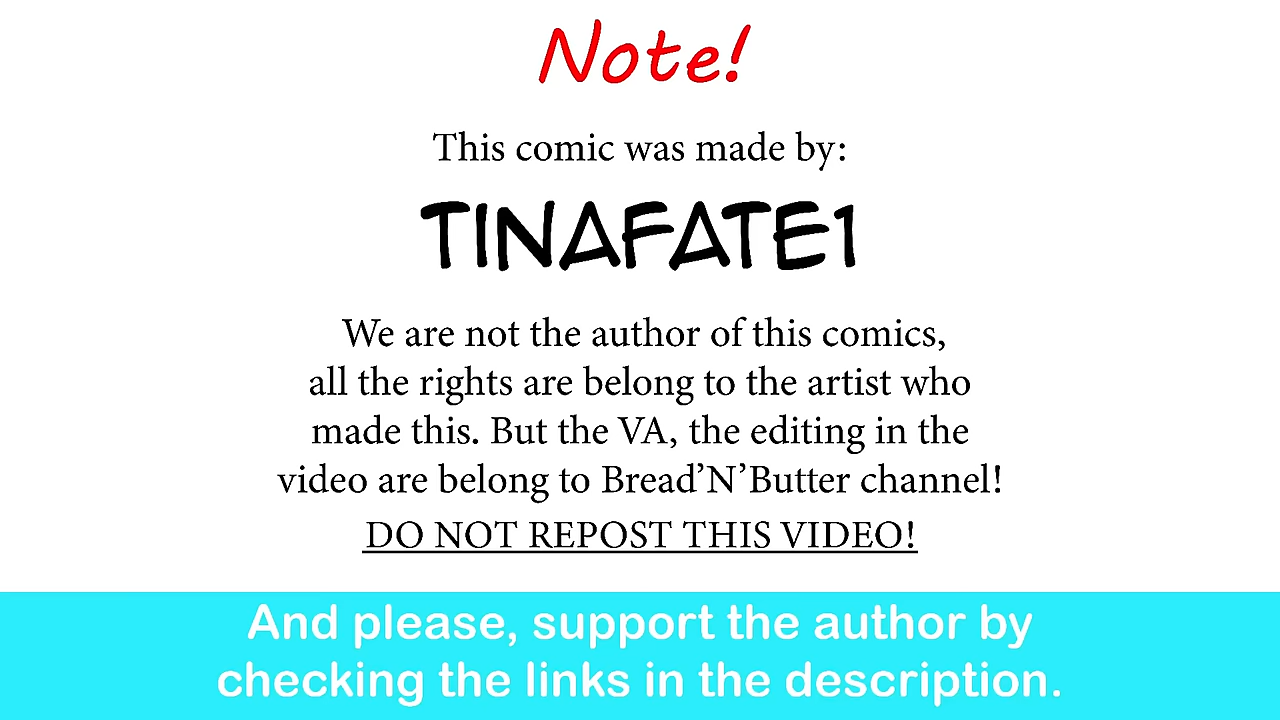 Note!
This comic was made by:
TINAFATE1
We are not the author of this comics,
all the rights are belong to the artist who
made this. But the VA, the editing in the
video are belong to Bread’N’Butter channel!
DO NOT REPOST THIS VIDEO!
And please, support the author by
checking the links in the description.